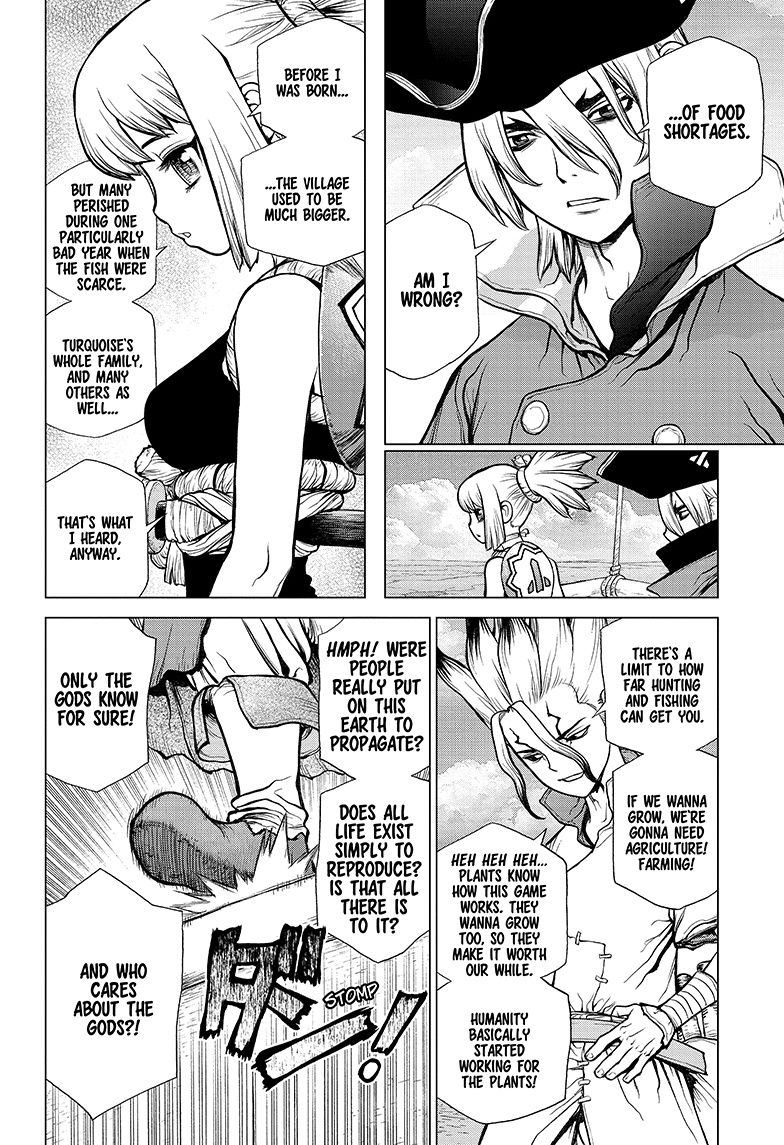 ...OF FOOD
SHORTAGES.
AM I
WRONG?
BEFORE I
WAS BORN...
...THE VILLAGE
USED TO BE
MUCH BIGGER.
BUT MANY
PERISHED
DURING ONE
PARTICULARLY
BAD YEAR WHEN
THE FISH WERE
SCARCE.
TURQUOISE'S
WHOLE FAMILY,
AND MANY
OTHERS AS
WELL...
THAT'S WHAT
I HEARD,
ANYWAY.
THERE'S A
LIMIT TO HOW
FAR HUNTING
AND FISHING
CAN GET YOU.
IF WE WANNA
GROW, WE'RE
GONNA NEED
AGRICULTURE!
FARMING!
HEH HEH HEH...
PLANTS KNOW
HOW THIS GAME
WORKS. THEY
WANNA GROW
TOO, SO THEY
MAKE IT WORTH
OUR WHILE.
HUMANITY
BASICALLY
STARTED
WORKING FOR
THE PLANTS!
HMPH! WERE
PEOPLE
REALLY PUT
ON THIS
EARTH TO
PROPAGATE?
DOES ALL
LIFE EXIST
SIMPLY TO
REPRODUCE?
IS THAT ALL
THERE IS
TO IT?
ONLY THE
GODS KNOW
FOR SURE!
ダン!
STOMP
AND WHO
CARES
ABOUT THE
GODS?!